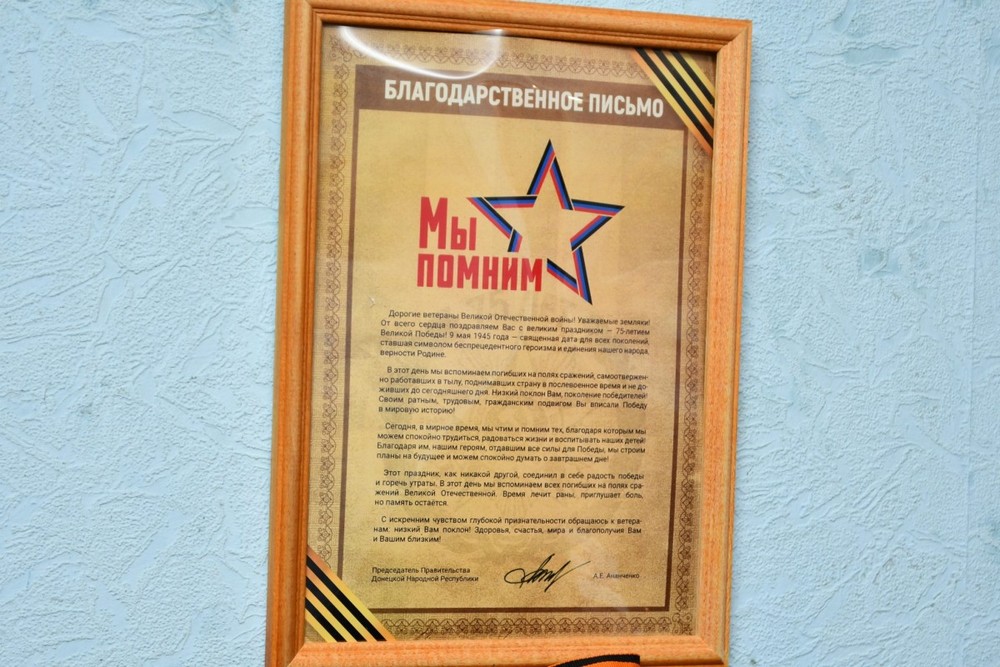 БЛАГОДАРСТВЕННОЕ ПИСЬМО
Мы
помним
Дорогие ветераны Великой Отечественной войны! Уважаемые земляки!
От всего сердца поздравляем Вас с великим праздником – 75-летием
Великой Победы! 9 мая 1945 года – священная дата для всех поколений,
ставшая символом беспрецедентного героизма и единения нашего народа,
верности Родине.
В этот день мы вспоминаем погибших на полях сражений, самоотвержен-
но работавших в тылу, поднимавших страну в послевоенное время и не до-
живших до сегодняшнего дня. Низкий поклон Вам, поколение победителей!
Своим ратным, трудовым, гражданским подвигом Вы вписали Победу
в мировую историю!
Сегодня, в мирное время, мы чтим и помним тех, благодаря которым мы
можем спокойно трудиться, радоваться жизни и воспитывать наших детей!
Благодаря им, нашим героям, отдавшим все силы для Победы, мы строим
планы на будущее и можем спокойно думать о завтрашнем дне!
Этот праздник, как никакой другой, соединил в себе радость победы
и горечь утраты. В этот день мы вспоминаем всех погибших на полях сра-
жений Великой Отечественной. Время лечит раны, приглушает боль,
но память остаётся.
С искренним чувством глубокой признательности обращаюсь к ветера-
нам: низкий Вам поклон! Здоровья, счастья, мира и благополучия Вам
и Вашим близким!
Председатель Правительства
Донецкой Народной Республики
А.Е. Ананченко